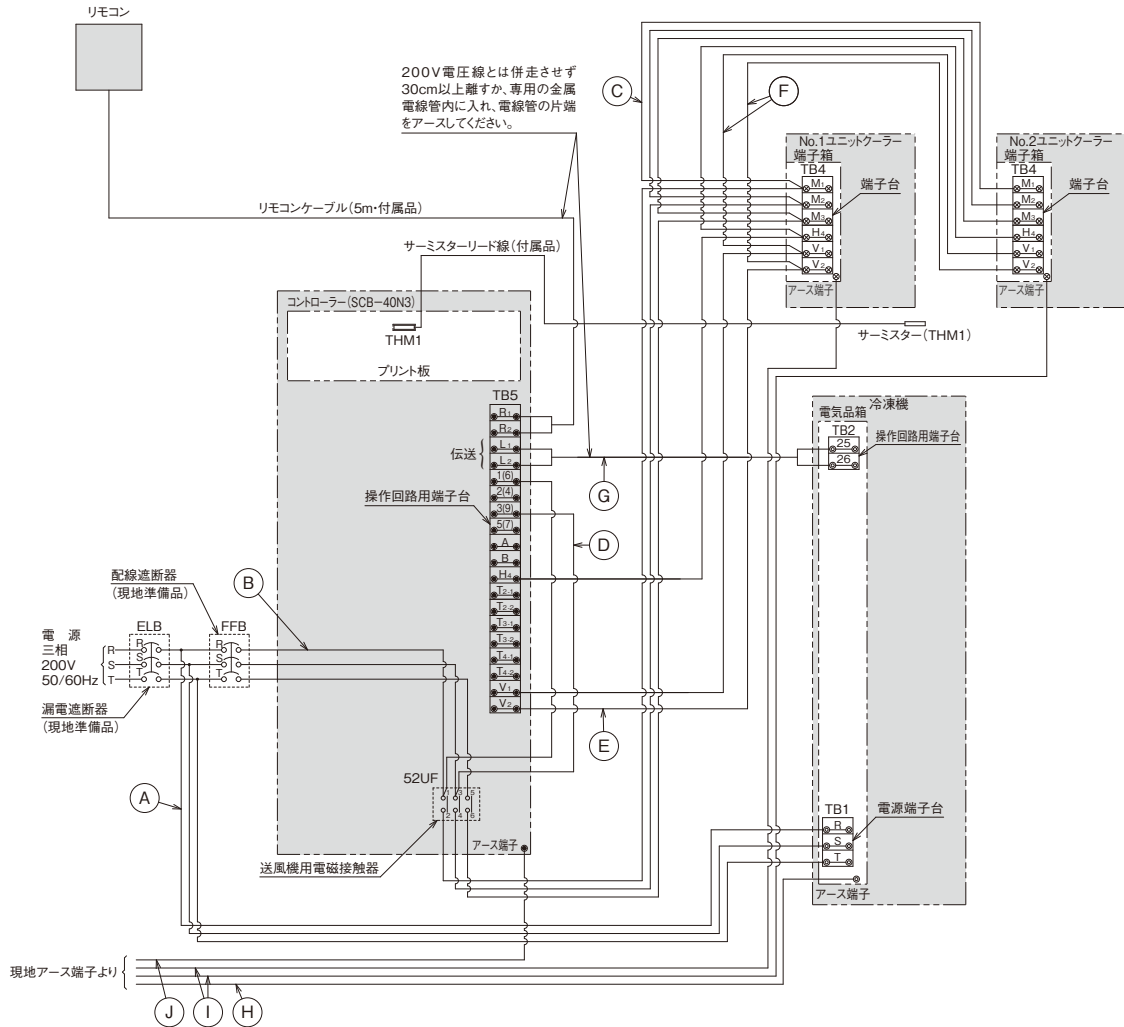 リモコン
200V電圧線とは併走させず
30cm以上離すか、専用の金属
電線管内に入れ、電線管の片端
をアースしてください。
C
F
No.1ユニットクーラー
端子箱
TB4
M1
M2
M3
H4
V1
V2
端子台
アース端子
No.2ユニットクーラー
端子箱
TB4
M1
M2
M3
H4
V1
V2
端子台
アース端子
リモコンケーブル(5m・付属品)
サーミスターリード線(付属品)
コントローラー(SCB-40N3)
THM1
プリント板
サーミスター(THM1)
TB5
R1
R2
L1
L2
1(6)
2(4)
3(9)
5(7)
A
B
H4
T2-1
T2-2
T3-1
T3-2
T4-1
T4-2
V1
V2
伝送
操作回路用端子台
G
D
E
冷凍機
電気品箱
TB2
25
26
操作回路用端子台
配線遮断器
(現地準備品)
B
ELB
FFB
電 源
三相
200V
50/60Hz
R
S
T
R
S
T
R
S
T
漏電遮断器
(現地準備品)
A
52UF
1
3
5
2
4
6
アース端子
送風機用電磁接触器
TB1
R
S
T
電源端子台
アース端子
現地アース端子より
J
I
H